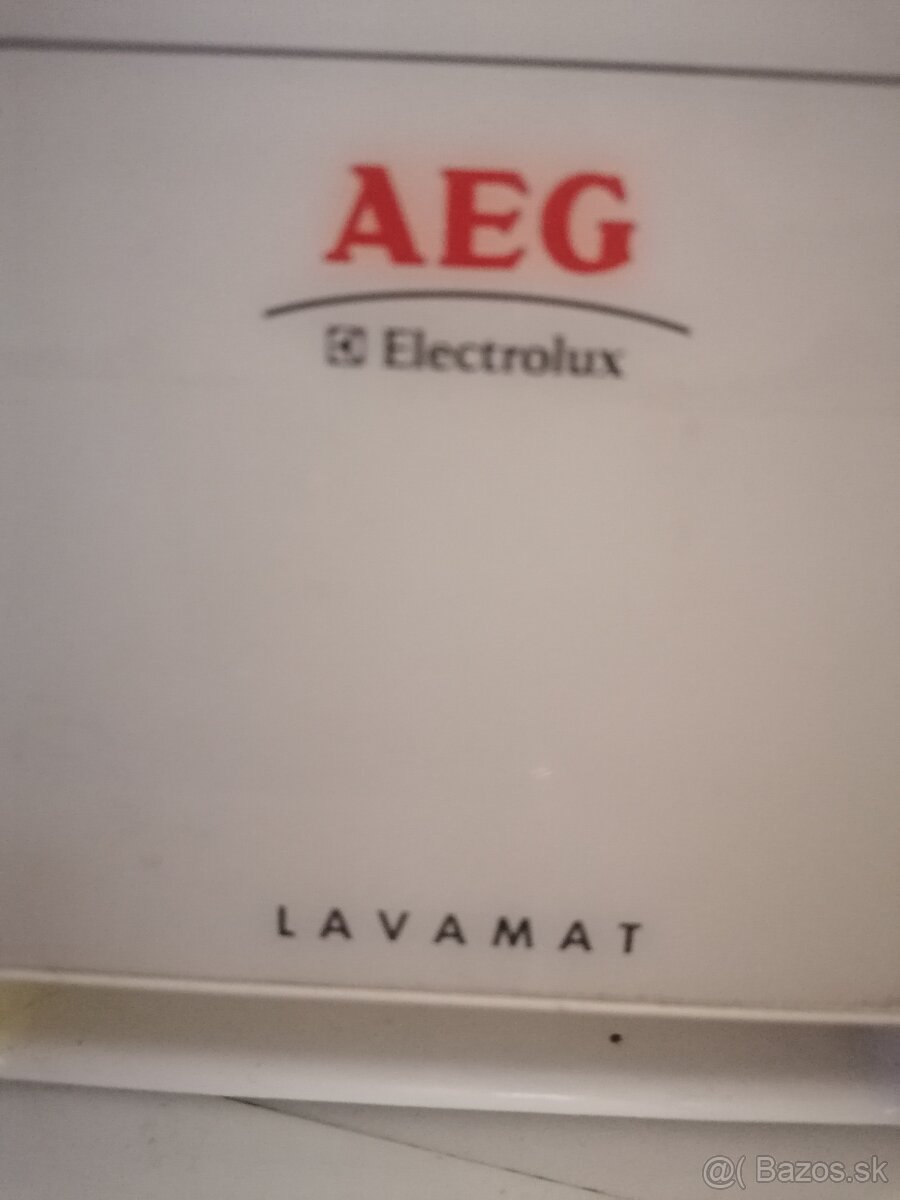 AEG
Electrolux
LAVAMAT
@( Bazos.sk